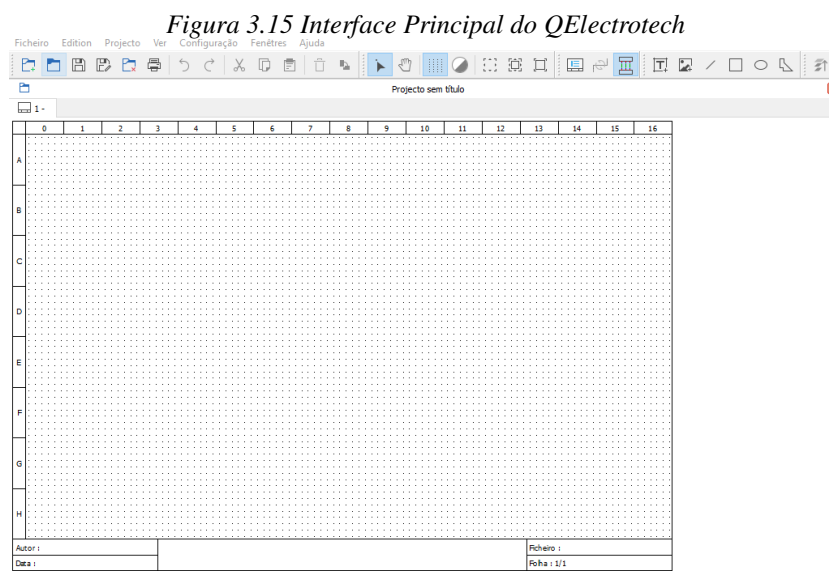 Figura 3.15 Interface Principal do QElectrotech
Ficheiro Edition Projecto Ver Configuração Fenêtres Ajuda
Projecto sem título
1 -
0 1 2 3 4 5 6 7 8 9 10 11 12 13 14 15 16
A
B
C
D
E
F
G
H
Autor : Ficheiro :
Data : Folha : 1/1